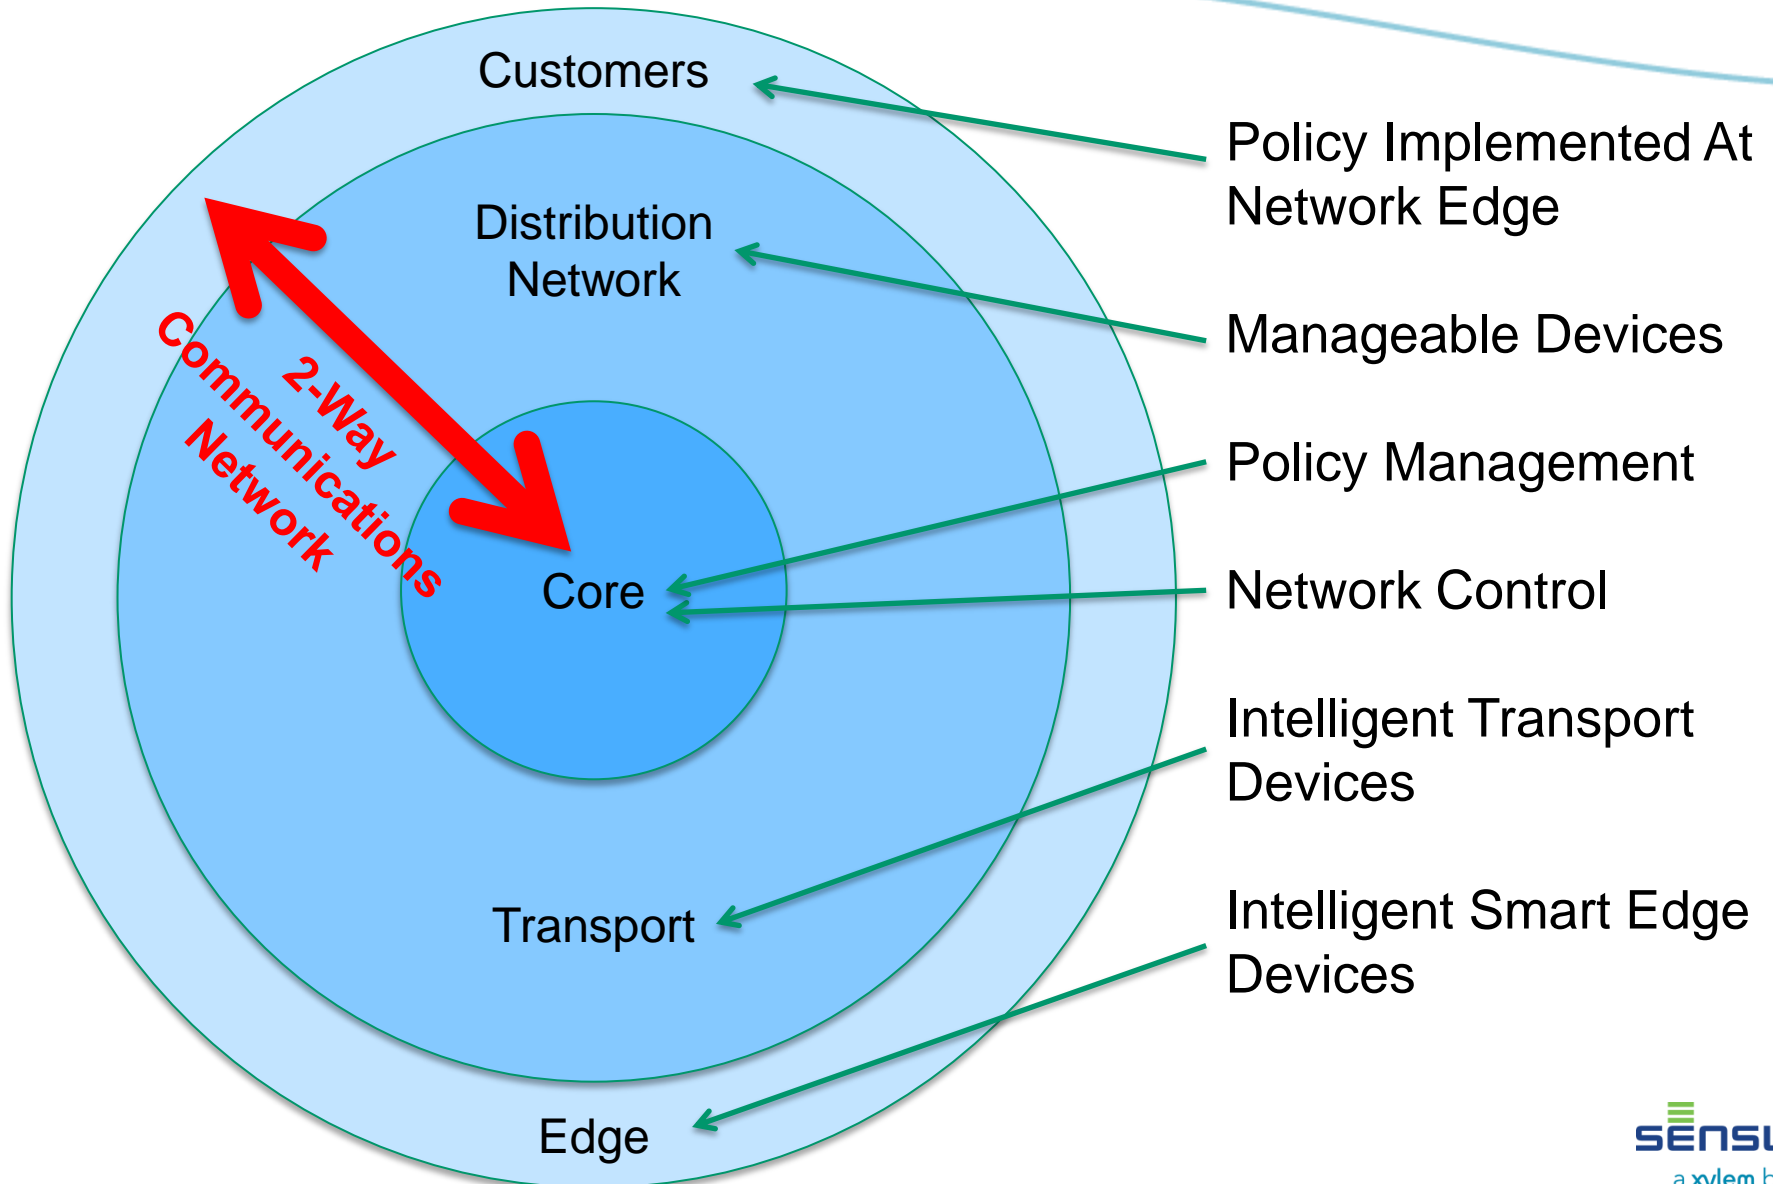 Customers
Policy Implemented At
Network Edge
Distribution
Network
Manageable Devices
2-Way
Communications
Network
Policy Management
Core
Network Control
Intelligent Transport
Devices
Transport
Intelligent Smart Edge
Devices
Edge
a xylem